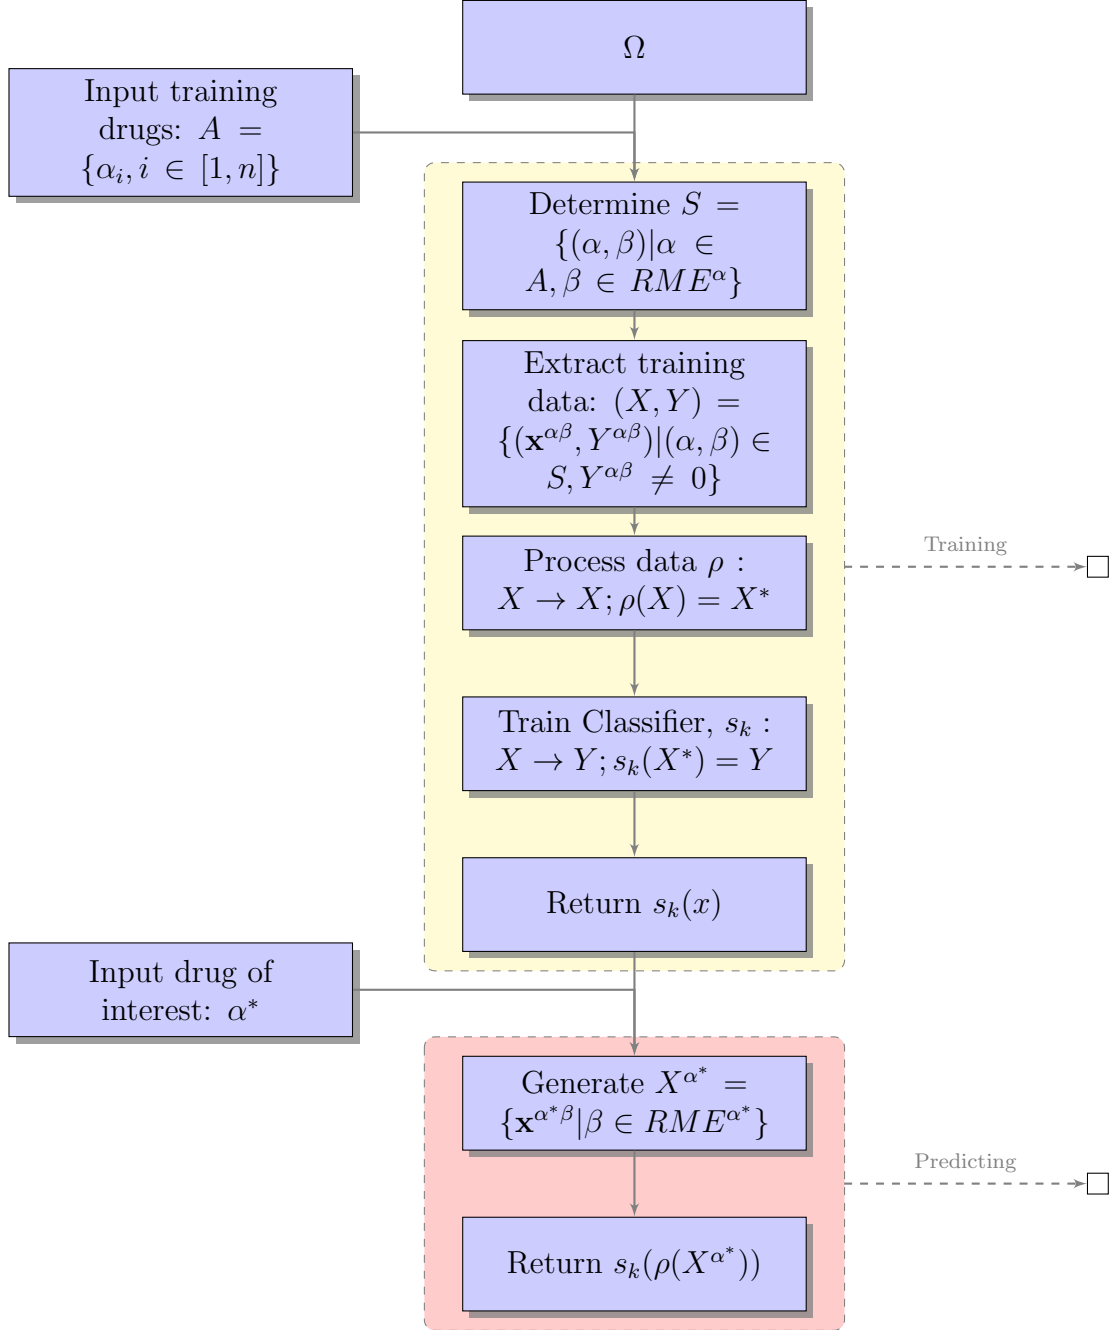 Ω
Input training
drugs: A =
{α_i, i ∈ [1, n]}
Determine S =
{(α, β)|α ∈
A, β ∈ RME^α}
Extract training
data: (X, Y) =
{(𝐱^{αβ}, Y^{αβ})|(α, β) ∈
S, Y^{αβ} ≠ 0}
Process data ρ :
X → X; ρ(X) = X*
Training
Train Classifier, s_k :
X → Y; s_k(X*) = Y
Return s_k(x)
Input drug of
interest: α*
Generate X^{α*} =
{𝐱^{α*β}|β ∈ RME^{α*}}
Predicting
Return s_k(ρ(X^{α*}))